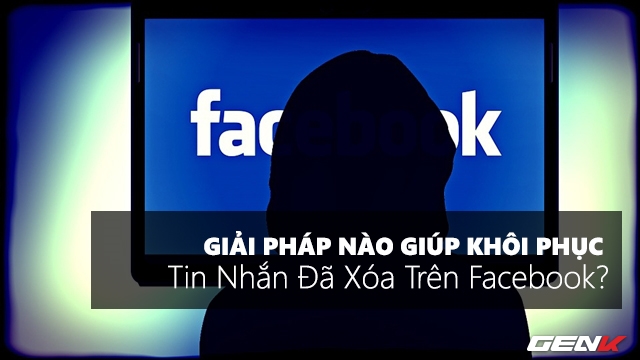 facebook
GIẢI PHÁP NÀO GIÚP KHÔI PHỤC
Tin Nhắn Đã Xóa Trên Facebook?
GENK